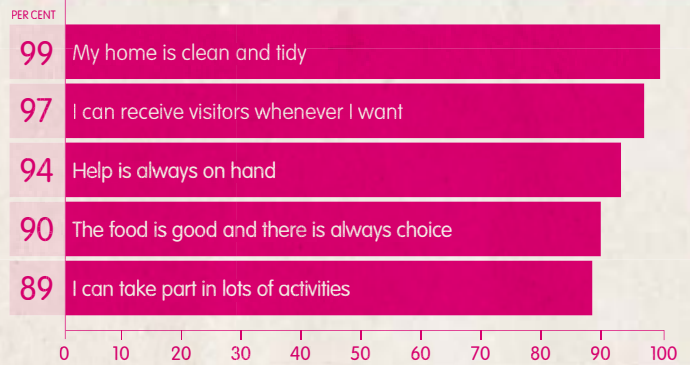 PER CENT
99 My home is clean and tidy
97 I can receive visitors whenever I want
94 Help is always on hand
90 The food is good and there is always choice
89 I can take part in lots of activities
0 10 20 30 40 50 60 70 80 90 100